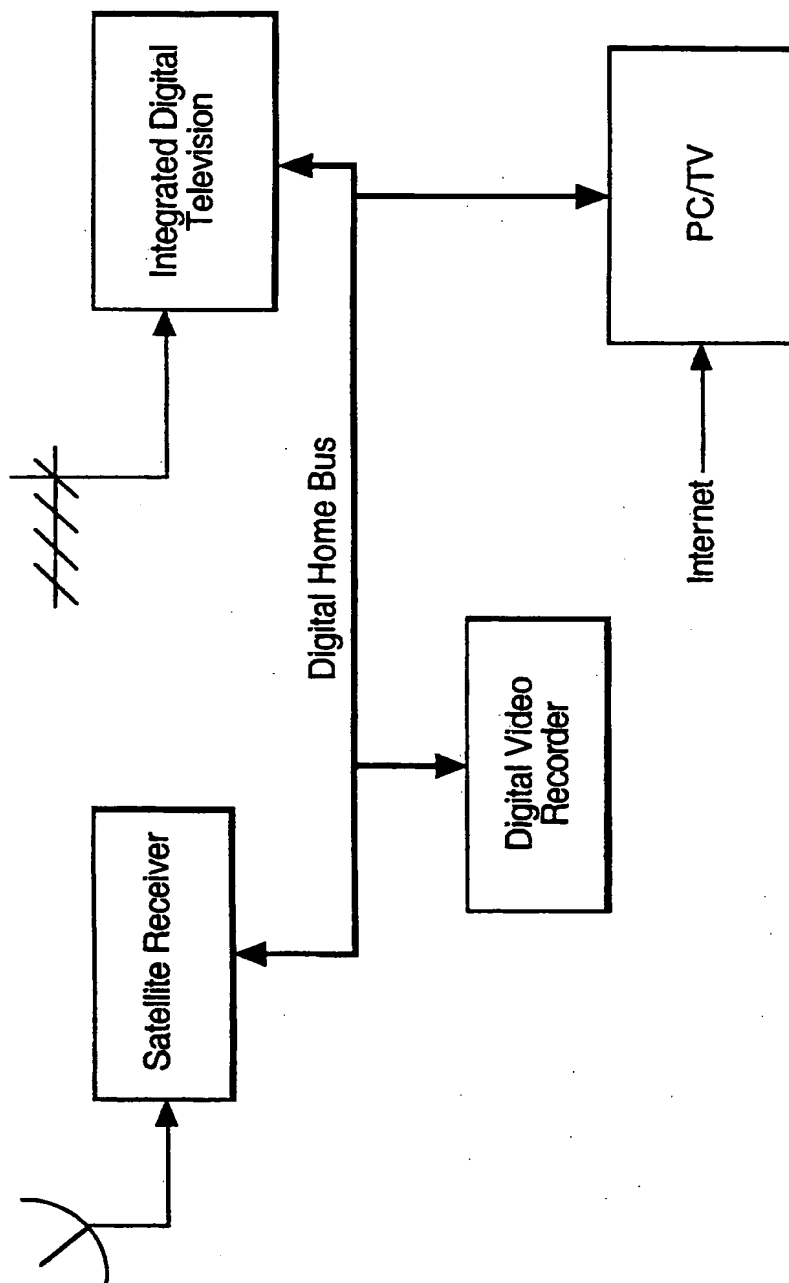 Satellite Receiver
Integrated Digital
Television
Digital Home Bus
Digital Video
Recorder
Internet
PC/TV